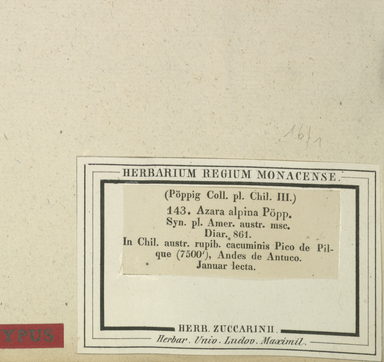 HERBARIUM REGIUM MONACENSE.
(Pöppig Coll. pl. Chil. III.)
143. Azara alpina Pöpp.
Syn. pl. Amer. austr. msc.
Diar. 861.
In Chil. austr. rupib. cacuminis Pico de Pil-
que (7500'), Andes de Antuco.
Januar lecta.
HERB. ZUCCARINII.
Herbar. Univ. Ludov. Maximil.
YPUS